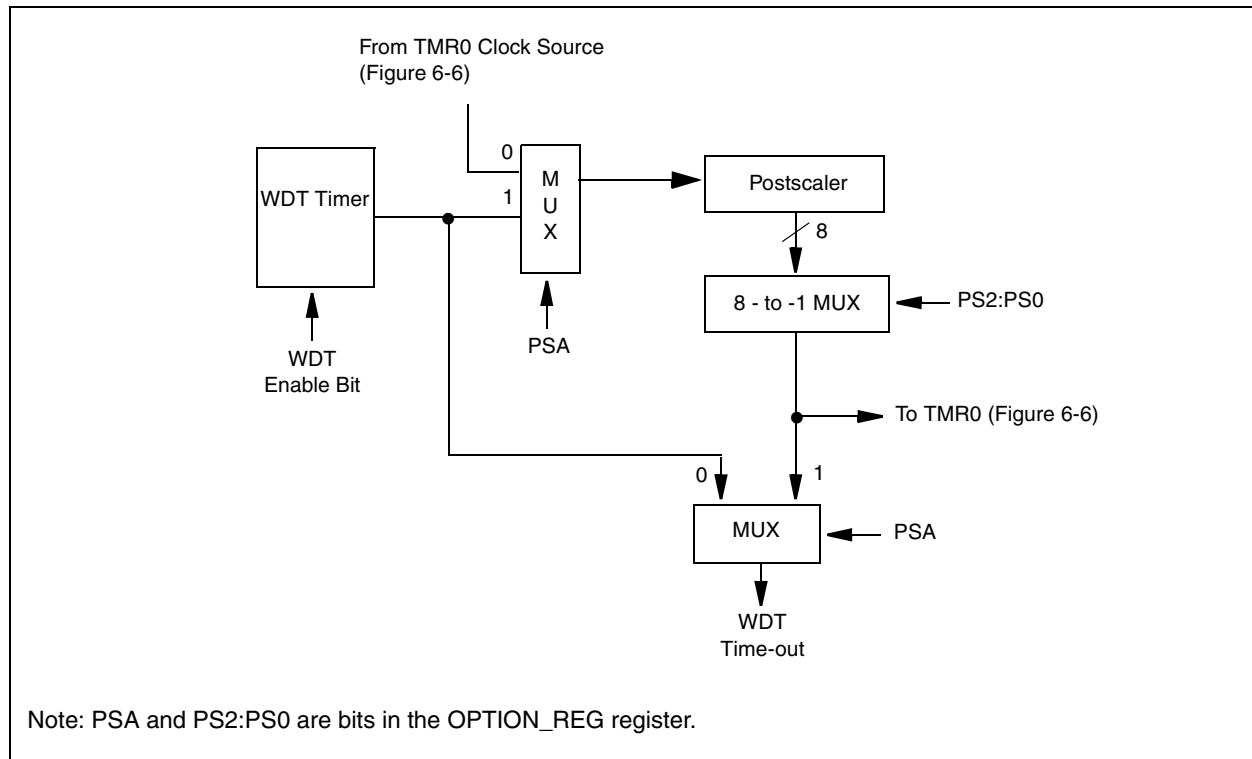 From TMR0 Clock Source
(Figure 6-6)
0
1
M
U
X
WDT Timer
Postscaler
8
8 - to -1 MUX
PS2:PS0
PSA
WDT
Enable Bit
To TMR0 (Figure 6-6)
0
1
MUX
PSA
WDT
Time-out
Note: PSA and PS2:PS0 are bits in the OPTION_REG register.